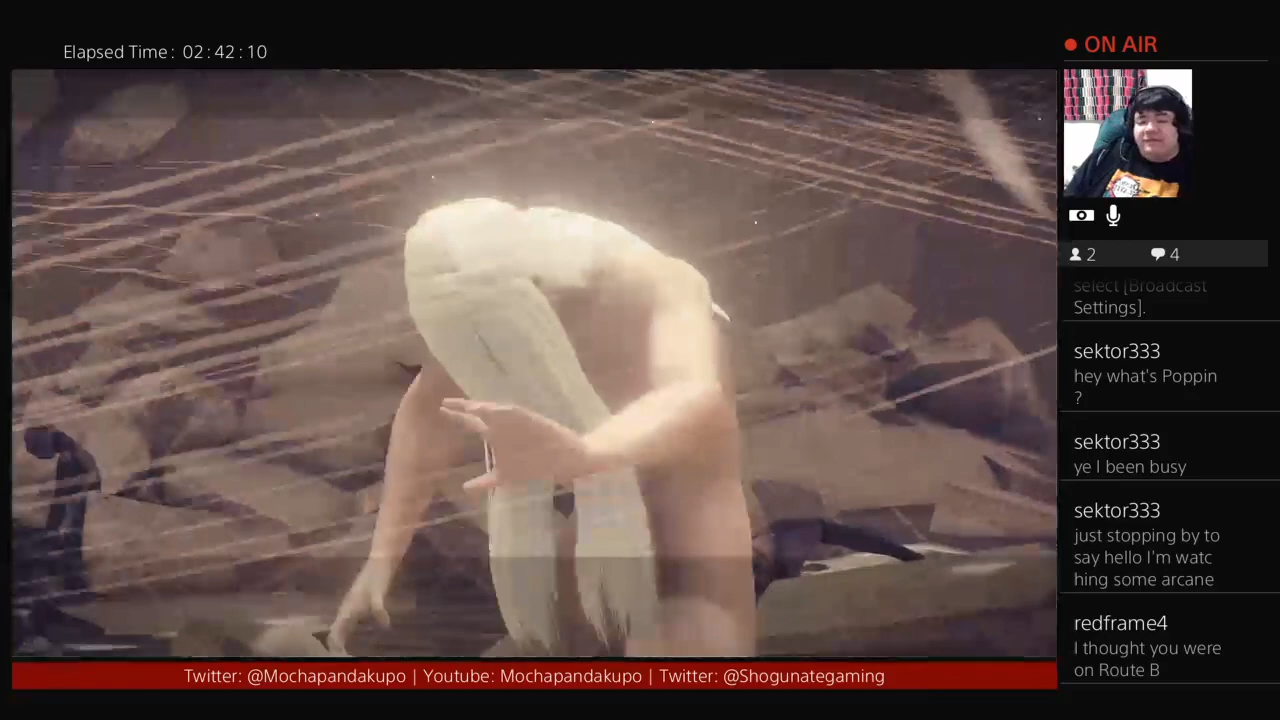 Elapsed Time: 02:42:10
ON AIR
2 4
select [Broadcast
Settings].
sektor333
hey what's Poppin
?
sektor333
ye I been busy
sektor333
just stopping by to
say hello I'm watc
hing some arcane
redframe4
I thought you were
on Route B
Twitter: @Mochapandakupo | Youtube: Mochapandakupo | Twitter: @Shogunategaming